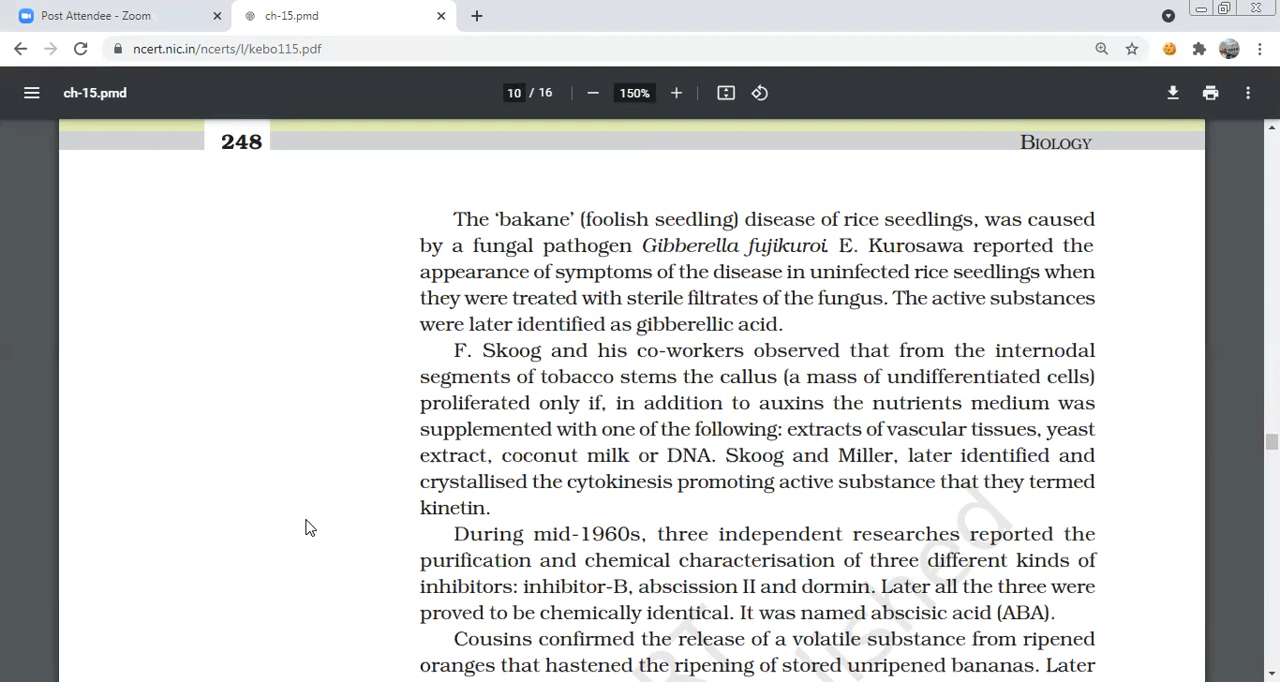 Post Attendee - Zoom
ch-15.pmd
ncert.nic.in/ncerts/l/kebo115.pdf
ch-15.pmd
10 / 16
150%
248
BIOLOGY
The ‘bakane’ (foolish seedling) disease of rice seedlings, was caused
by a fungal pathogen Gibberella fujikuroi. E. Kurosawa reported the
appearance of symptoms of the disease in uninfected rice seedlings when
they were treated with sterile filtrates of the fungus. The active substances
were later identified as gibberellic acid.
F. Skoog and his co-workers observed that from the internodal
segments of tobacco stems the callus (a mass of undifferentiated cells)
proliferated only if, in addition to auxins the nutrients medium was
supplemented with one of the following: extracts of vascular tissues, yeast
extract, coconut milk or DNA. Skoog and Miller, later identified and
crystallised the cytokinesis promoting active substance that they termed
kinetin.
During mid-1960s, three independent researches reported the
purification and chemical characterisation of three different kinds of
inhibitors: inhibitor-B, abscission II and dormin. Later all the three were
proved to be chemically identical. It was named abscisic acid (ABA).
Cousins confirmed the release of a volatile substance from ripened
oranges that hastened the ripening of stored unripened bananas. Later